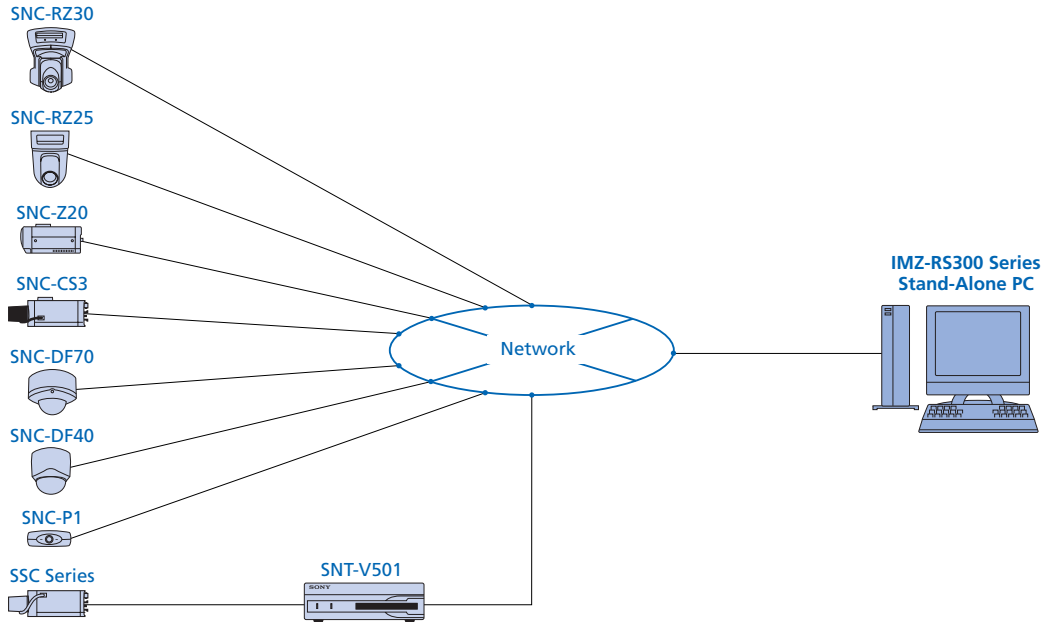 SNC-RZ30
SNC-RZ25
SNC-Z20
SNC-CS3
SNC-DF70
SNC-DF40
SNC-P1
SSC Series
SNT-V501
SONY
Network
IMZ-RS300 Series
Stand-Alone PC